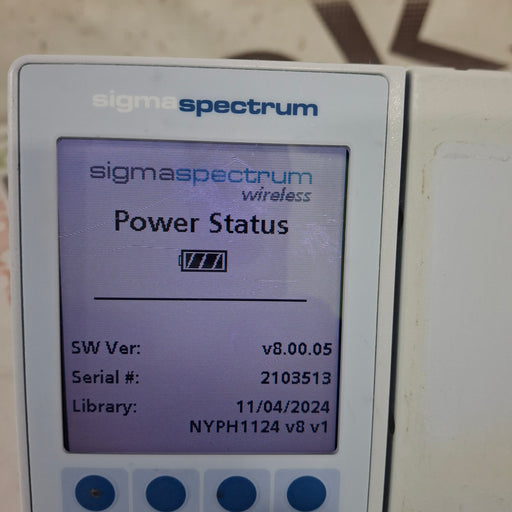 sigmaspectrum
sigmaspectrum
wireless
Power Status
SW Ver: v8.00.05
Serial #: 2103513
Library: 11/04/2024
NYPH1124 v8 v1